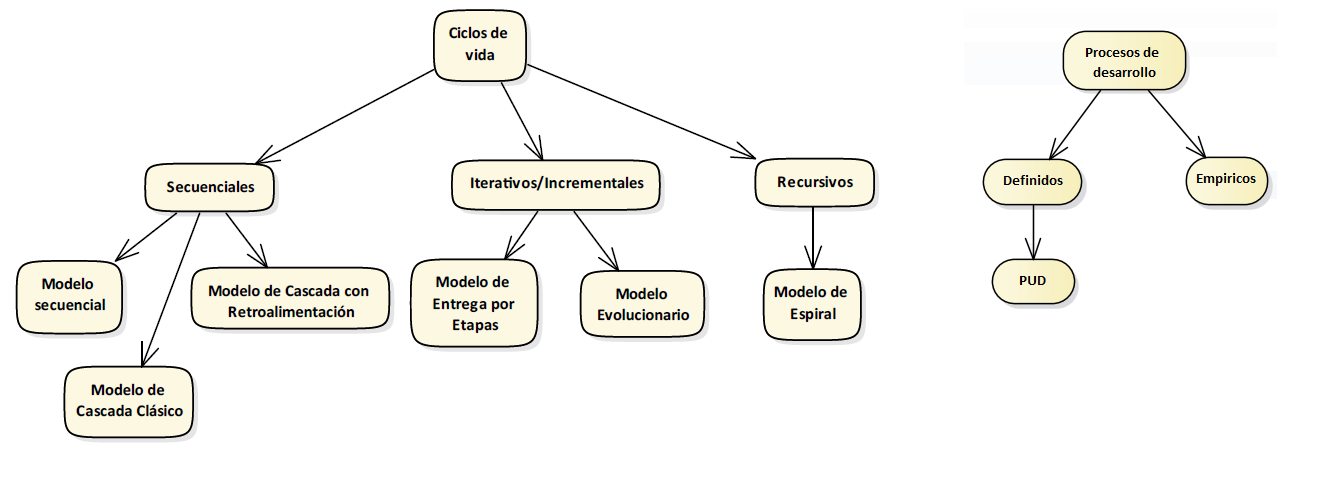 Ciclos de
vida
Secuenciales
Iterativos/Incrementales
Recursivos
Modelo
secuencial
Modelo de Cascada con
Retroalimentación
Modelo de
Cascada Clásico
Modelo de
Entrega por
Etapas
Modelo
Evolucionario
Modelo de
Espiral
Procesos de
desarrollo
Definidos
Empiricos
PUD